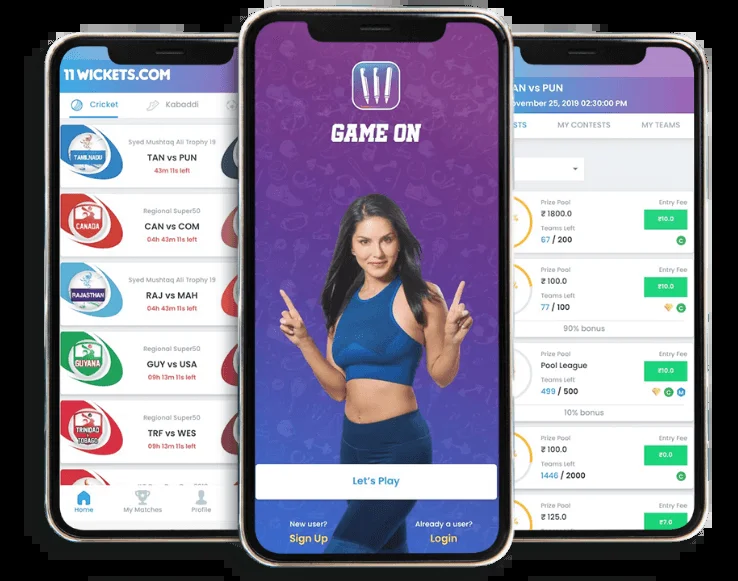 11 WICKETS.COM
Cricket
Kabaddi
Syed Mushtaq Ali Trophy 19
TAMILNADU
TAN vs PUN
43m 11s left
Regional Super50
CANADA
CAN vs COM
04h 43m 11s left
Syed Mushtaq Ali Trophy 19
RAJASTHAN
RAJ vs MAH
04h 43m 11s left
Regional Super50
GUYANA
GUY vs USA
09h 13m 11s left
Regional Super50
TRINIDAD
TOBAGO
TRF vs WES
09h 13m 11s left
Home
My Matches
Profile
GAME ON
Let's Play
New user?
Already a user?
Sign Up
Login
AN vs PUN
ovember 25, 2019 02:30:00 PM
STS
MY CONTESTS
MY TEAMS
Prize Pool
Entry Fee
₹ 1800.0
₹10.0
Teams Left
67 / 200
C
Prize Pool
Entry Fee
₹ 100.0
₹10.0
Teams Left
77 / 100
C
90% bonus
Prize Pool
Entry Fee
Pool League
₹10.0
Teams Left
499 / 500
C M
10% bonus
Prize Pool
Entry Fee
₹ 100.0
₹0.0
Teams Left
1446 / 2000
C
Prize Pool
Entry Fee
₹ 125.0
₹7.0